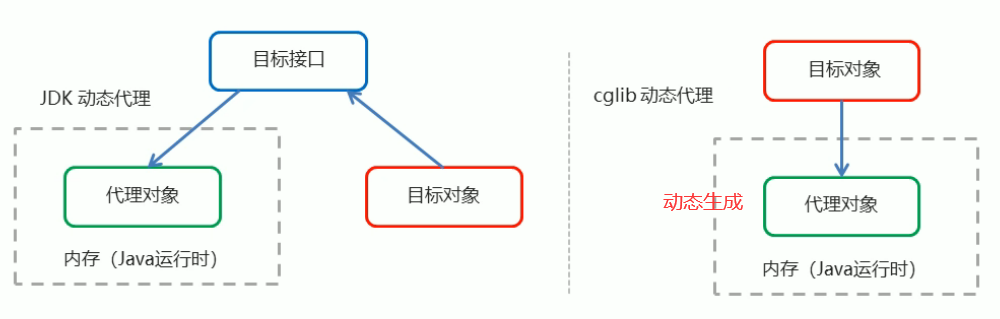 目标接口
JDK 动态代理
代理对象
目标对象
内存（Java运行时）
目标对象
cglib 动态代理
动态生成
代理对象
内存（Java运行时）